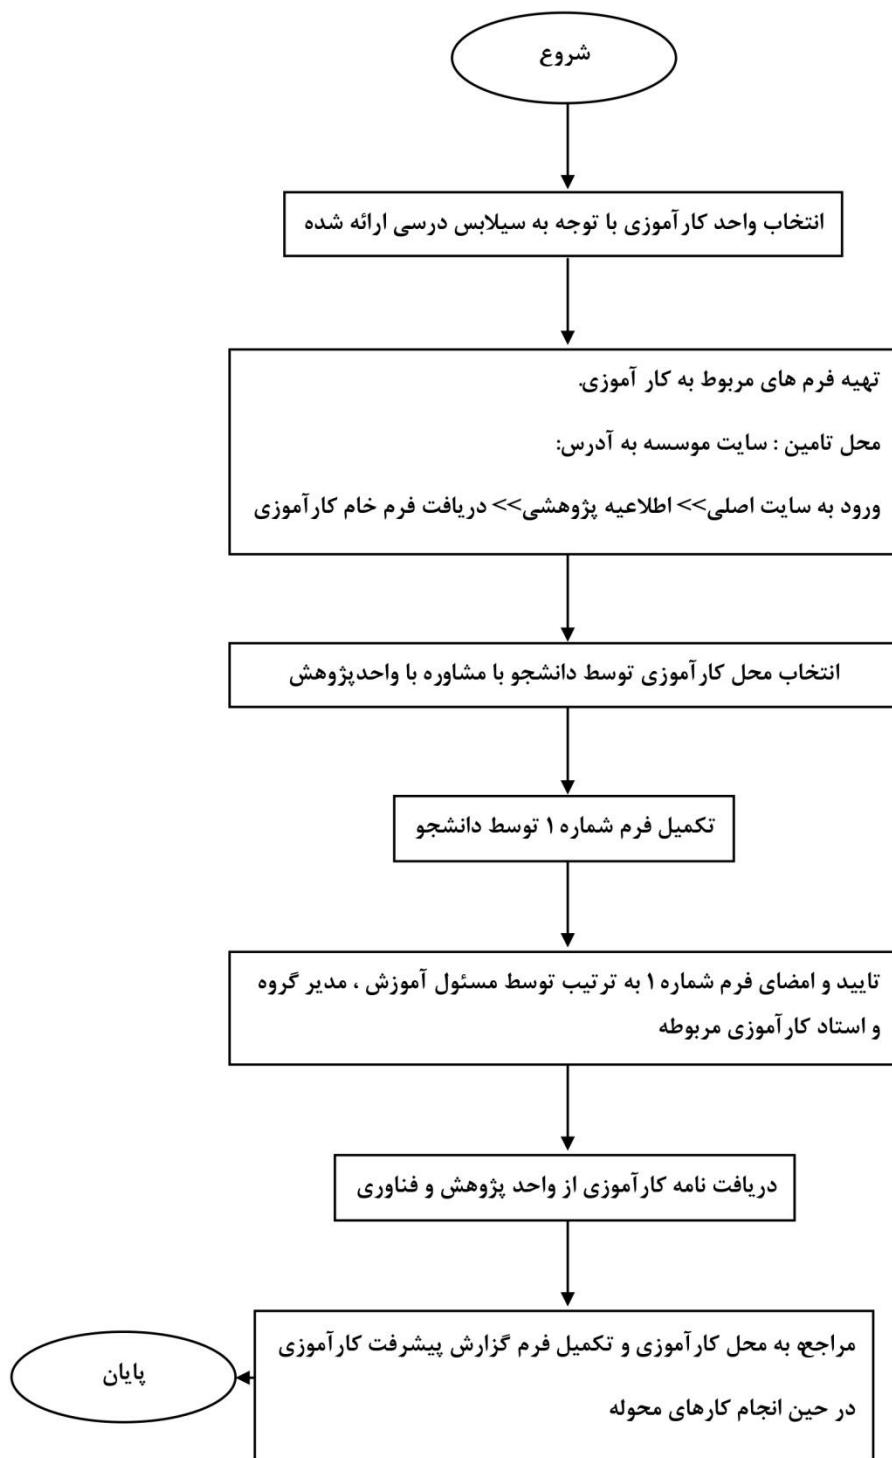 شروع
انتخاب واحد کارآموزی با توجه به سیلابس درسی ارائه شده
تهیه فرم های مربوط به کار آموزی.
محل تامین : سایت موسسه به آدرس:
ورود به سایت اصلی>> اطلاعیه پژوهشی>> دریافت فرم خام کارآموزی
انتخاب محل کارآموزی توسط دانشجو با مشاوره با واحدپژوهش
تکمیل فرم شماره ۱ توسط دانشجو
تایید و امضای فرم شماره ۱ به ترتیب توسط مسئول آموزش ، مدیر گروه
و استاد کارآموزی مربوطه
دریافت نامه کارآموزی از واحد پژوهش و فناوری
مراجعه به محل کارآموزی و تکمیل فرم گزارش پیشرفت کارآموزی
در حین انجام کارهای محوله
پایان